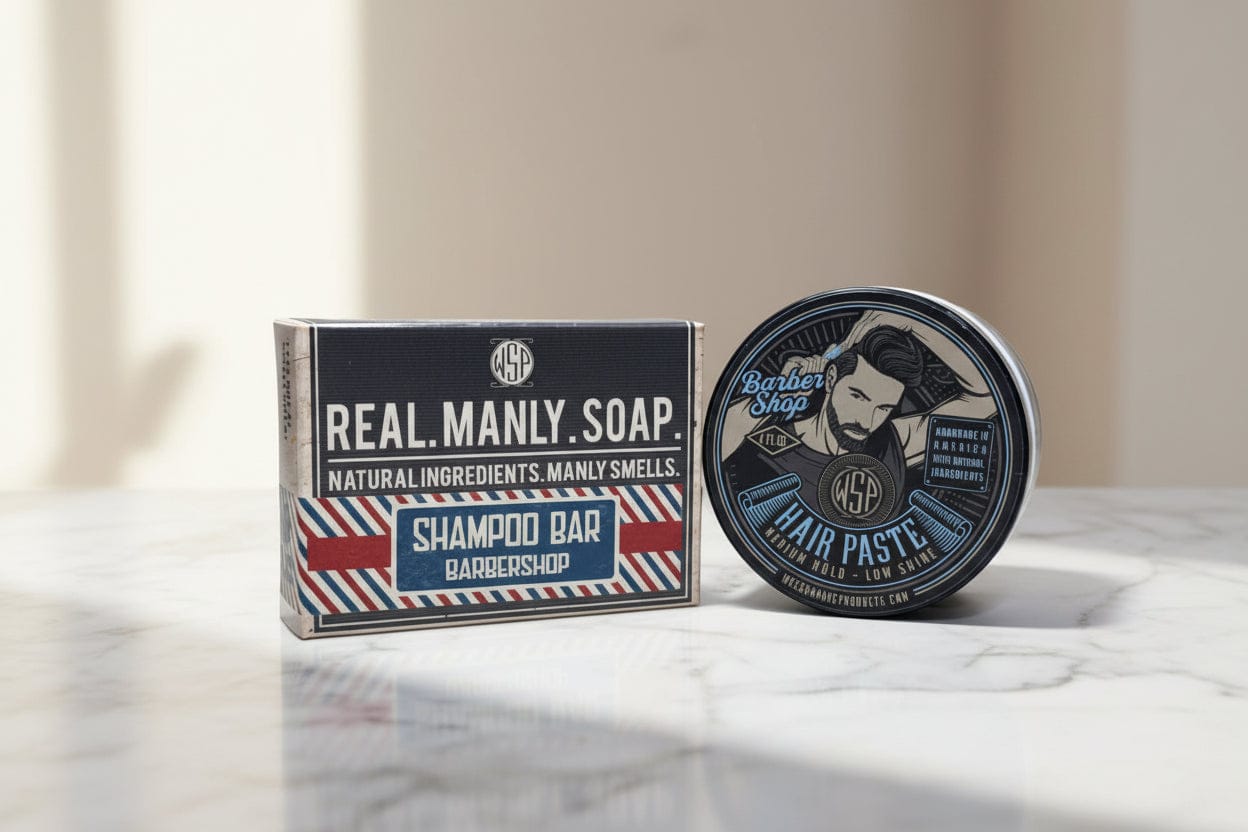 WSP
REAL. MANLY. SOAP.
NATURAL INGREDIENTS. MANLY SMELLS.
SHAMPOO BAR
BARBERSHOP
Barber
Shop
WSP
HAIR PASTE
MEDIUM HOLD - LOW SHINE